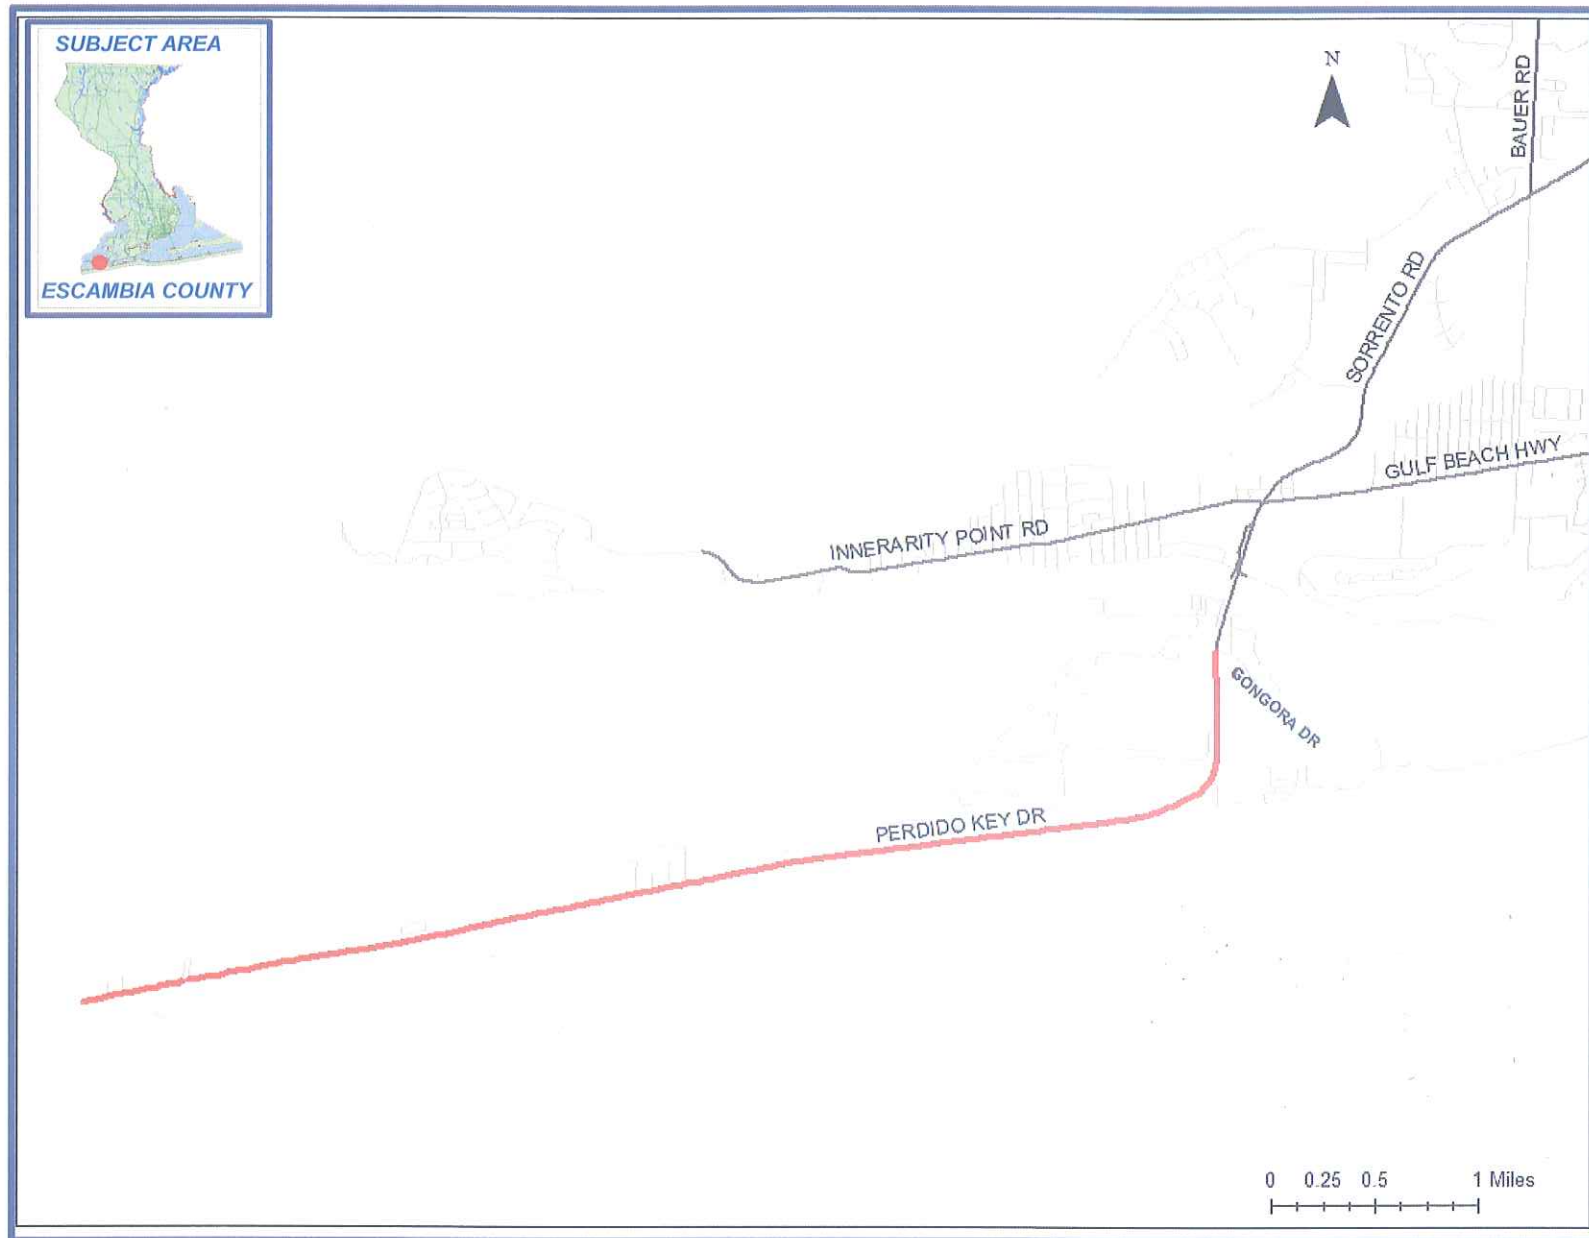 SUBJECT AREA
ESCAMBIA COUNTY
N
BAUER RD
SORRENTO RD
GULF BEACH HWY
INNERARITY POINT RD
GONGORA DR
PERDIDO KEY DR
0 0.25 0.5 1 Miles